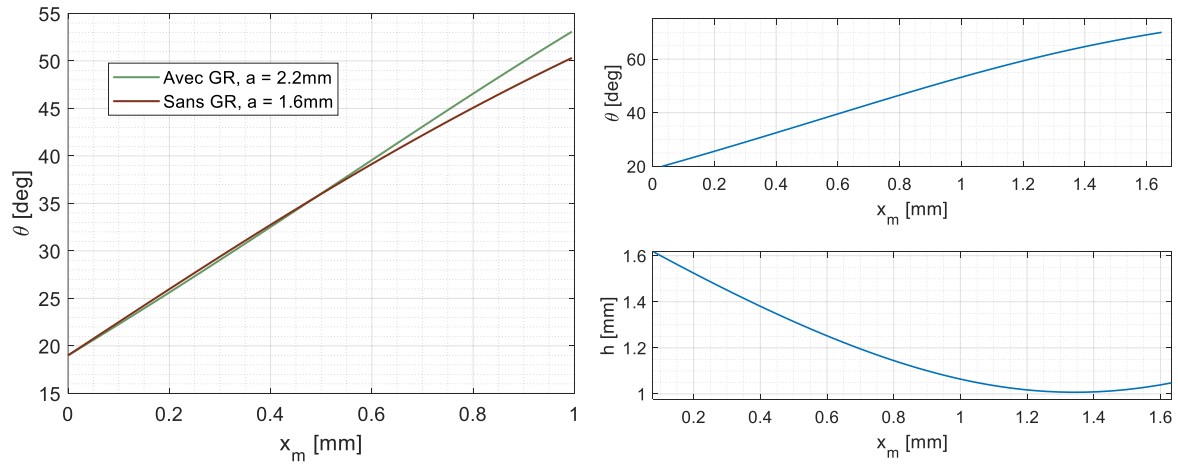 55
50
45
40
35
30
25
20
15
θ [deg]
Avec GR, a = 2.2mm
Sans GR, a = 1.6mm
0 0.2 0.4 0.6 0.8 1
x_m [mm]
60
40
20
θ [deg]
0 0.2 0.4 0.6 0.8 1 1.2 1.4 1.6
x_m [mm]
1.6
1.4
1.2
1
h [mm]
0.2 0.4 0.6 0.8 1 1.2 1.4 1.6
x_m [mm]